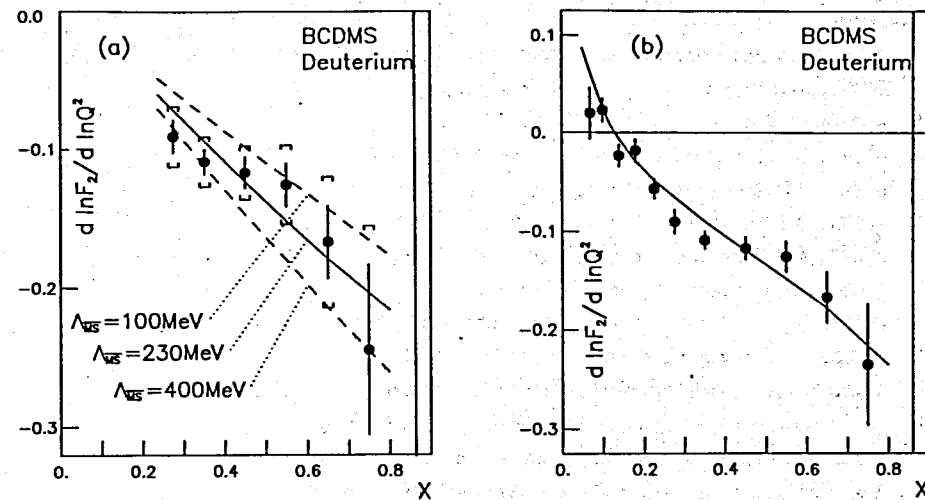 (a)
BCDMS
Deuterium
d lnF₂/d lnQ²
0.0
-0.1
-0.2
-0.3
Λ_MS̅=100MeV
Λ_MS̅=230MeV
Λ_MS̅=400MeV
0. 0.2 0.4 0.6 0.8
X
(b)
BCDMS
Deuterium
d lnF₂/d lnQ²
0.1
0.
-0.1
-0.2
-0.3
0. 0.2 0.4 0.6 0.8
X